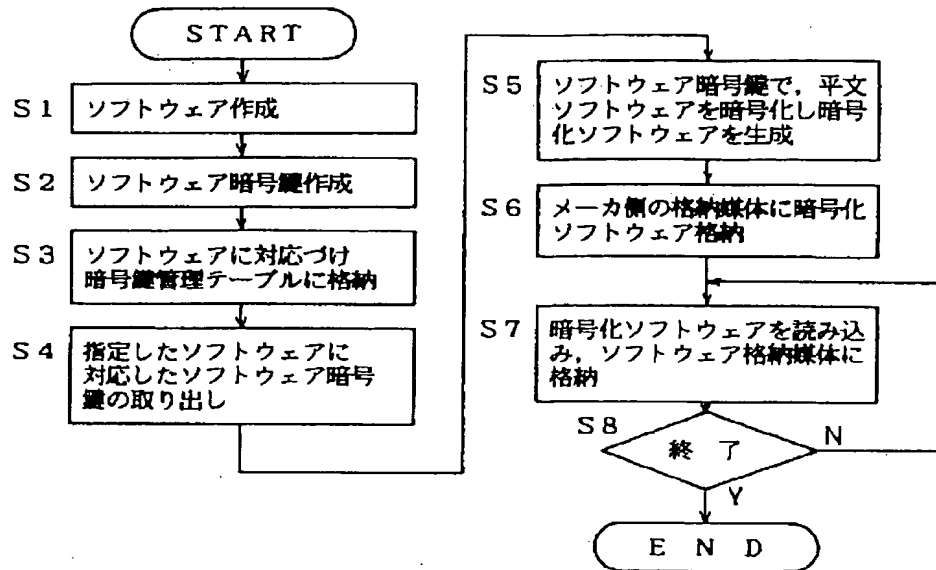 START
S1
ソフトウェア作成
S2
ソフトウェア暗号鍵作成
S3
ソフトウェアに対応づけ
暗号鍵管理テーブルに格納
S4
指定したソフトウェアに
対応したソフトウェア暗号
鍵の取り出し
S5
ソフトウェア暗号鍵で，平文
ソフトウェアを暗号化し暗号
化ソフトウェアを生成
S6
メーカ側の格納媒体に暗号化
ソフトウェア格納
S7
暗号化ソフトウェアを読み込
み，ソフトウェア格納媒体に
格納
S8
終了
N
Y
END